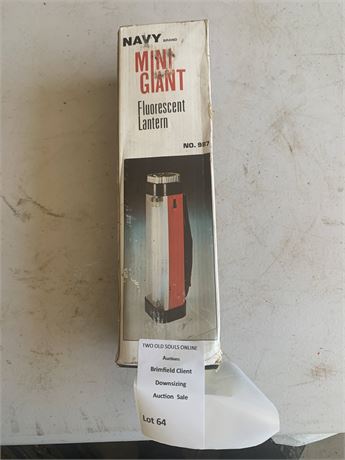 NAVY BRAND
MINI
GIANT
Fluorescent
Lantern
NO. 987
TWO OLD SOULS ONLINE
Auctions
Brimfield Client
Downsizing
Auction Sale
Lot 64